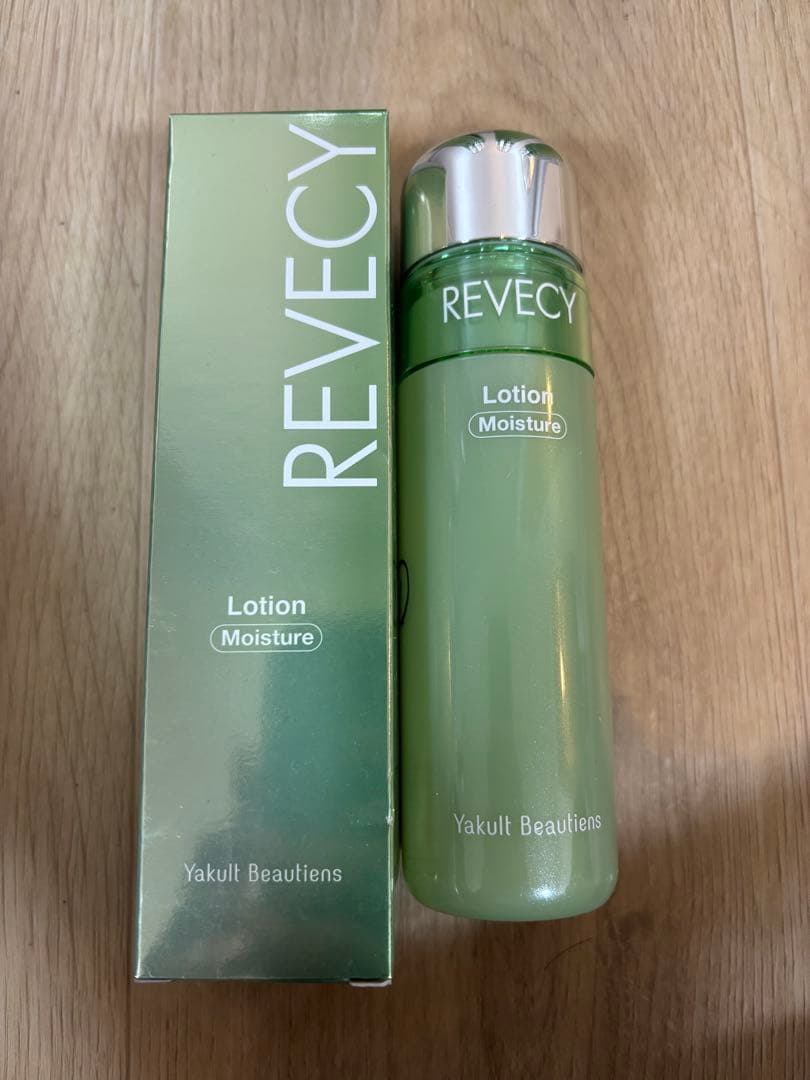 REVECY
Lotion
Moisture
Yakult Beautiens
REVECY
Lotion
Moisture
Yakult Beautiens